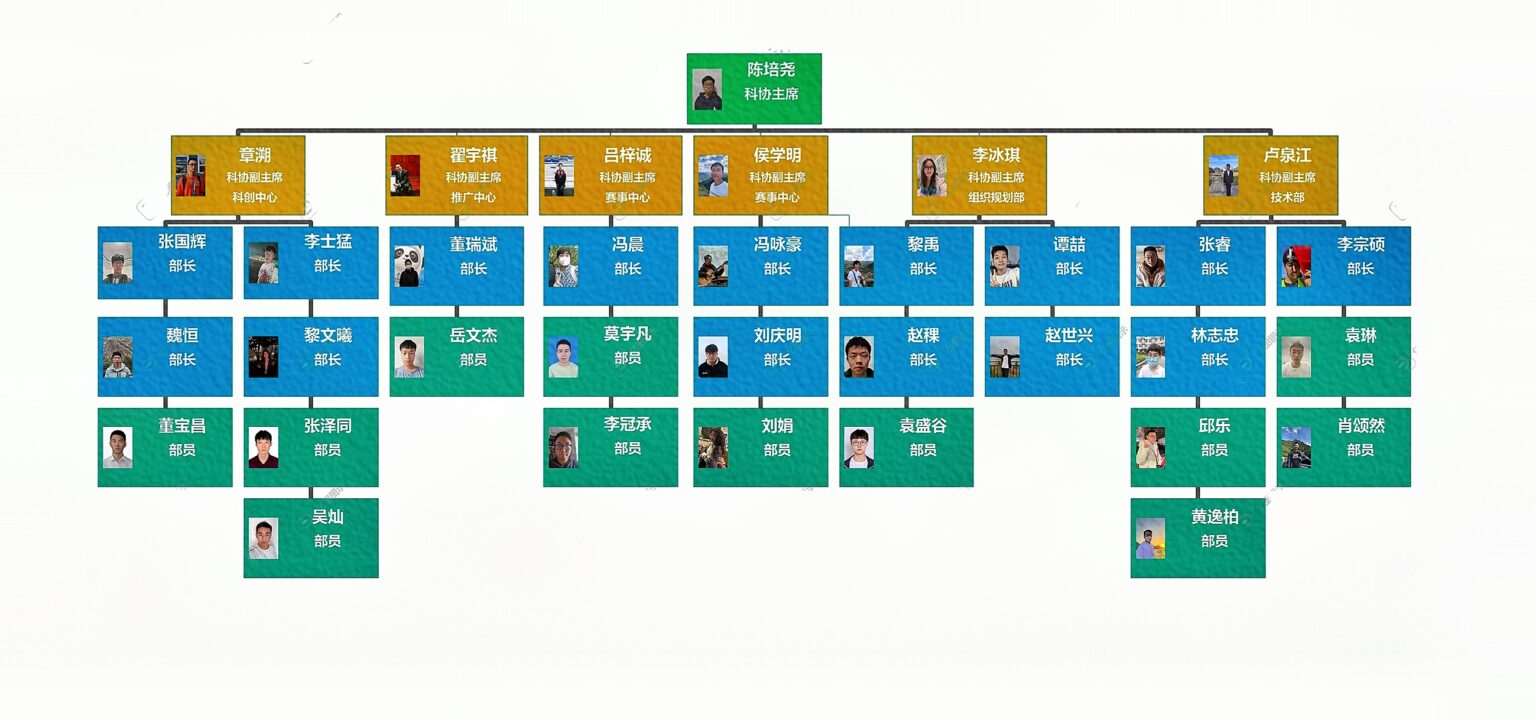 陈培尧
科协主席
章溯
科协副主席
科创中心
翟宇祺
科协副主席
推广中心
吕梓诚
科协副主席
赛事中心
侯学明
科协副主席
赛事中心
李冰琪
科协副主席
组织规划部
卢泉江
科协副主席
技术部
张国辉
部长
李士猛
部长
董瑞斌
部长
冯晨
部长
冯咏豪
部长
黎禹
部长
谭喆
部长
张睿
部长
李宗硕
部长
魏恒
部长
黎文曦
部长
岳文杰
部员
莫宇凡
部员
刘庆明
部长
赵稞
部长
赵世兴
部长
林志忠
部长
袁琳
部员
董宝昌
部员
张泽同
部员
李冠承
部员
刘娟
部员
袁盛谷
部员
邱乐
部员
肖颂然
部员
吴灿
部员
黄逸柏
部员